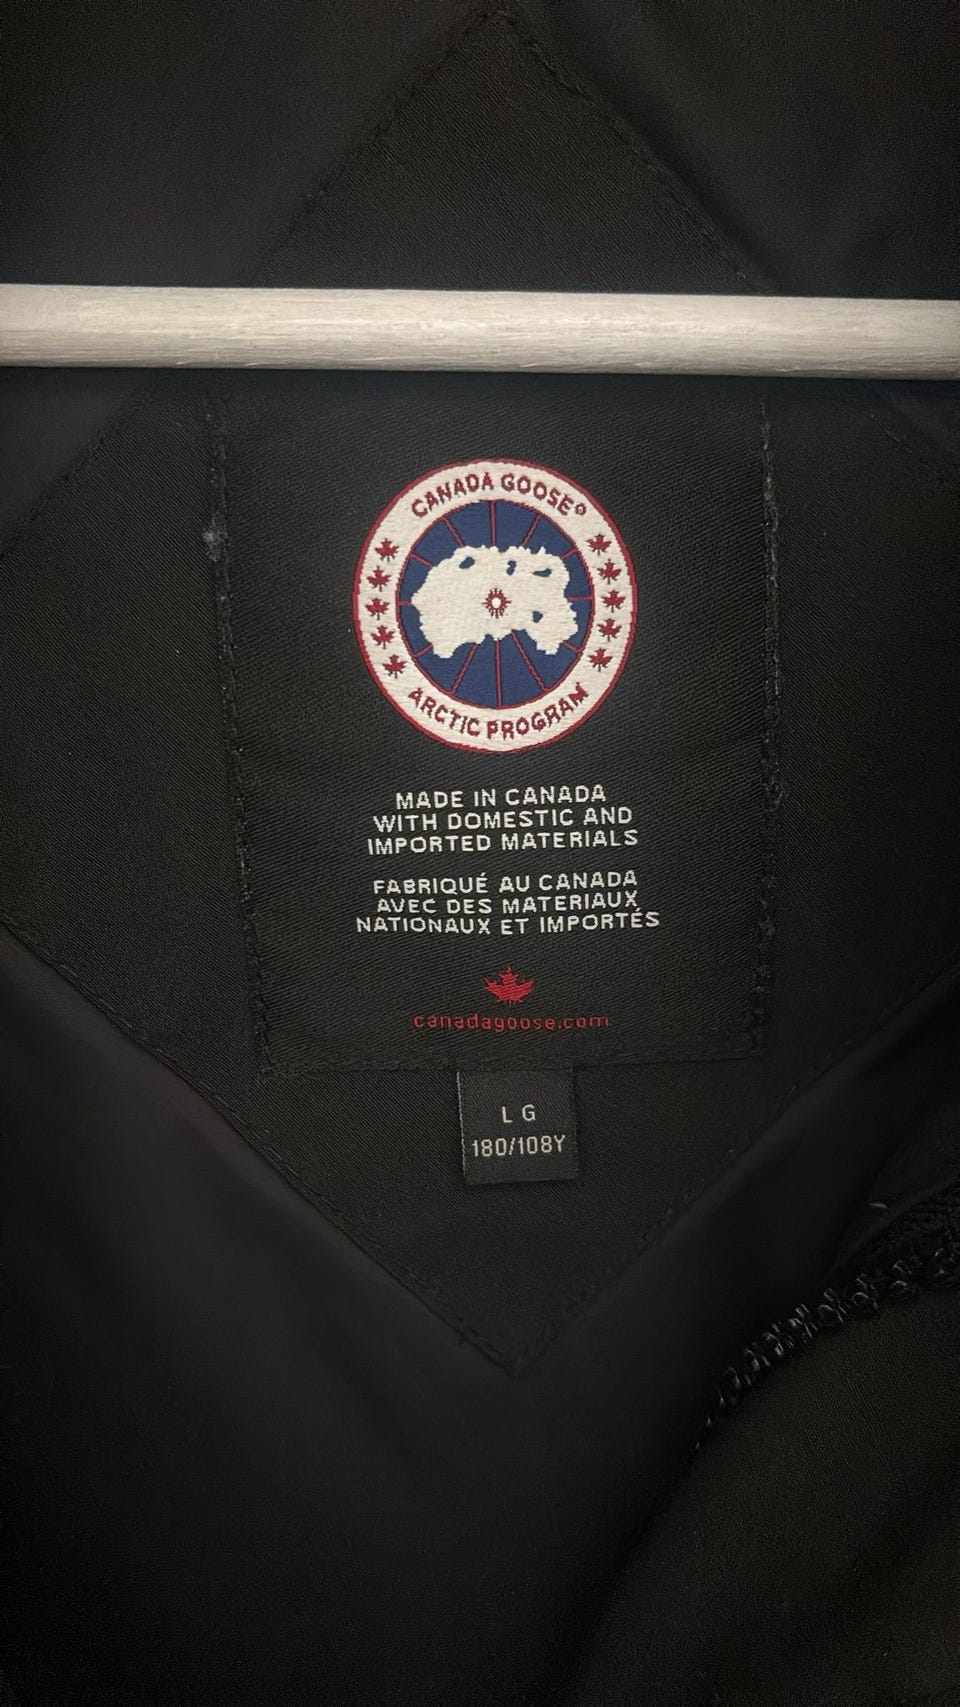 CANADA GOOSE®
ARCTIC PROGRAM
MADE IN CANADA
WITH DOMESTIC AND
IMPORTED MATERIALS
FABRIQUÉ AU CANADA
AVEC DES MATERIAUX
NATIONAUX ET IMPORTÉS
canadagoose.com
LG
180/108Y